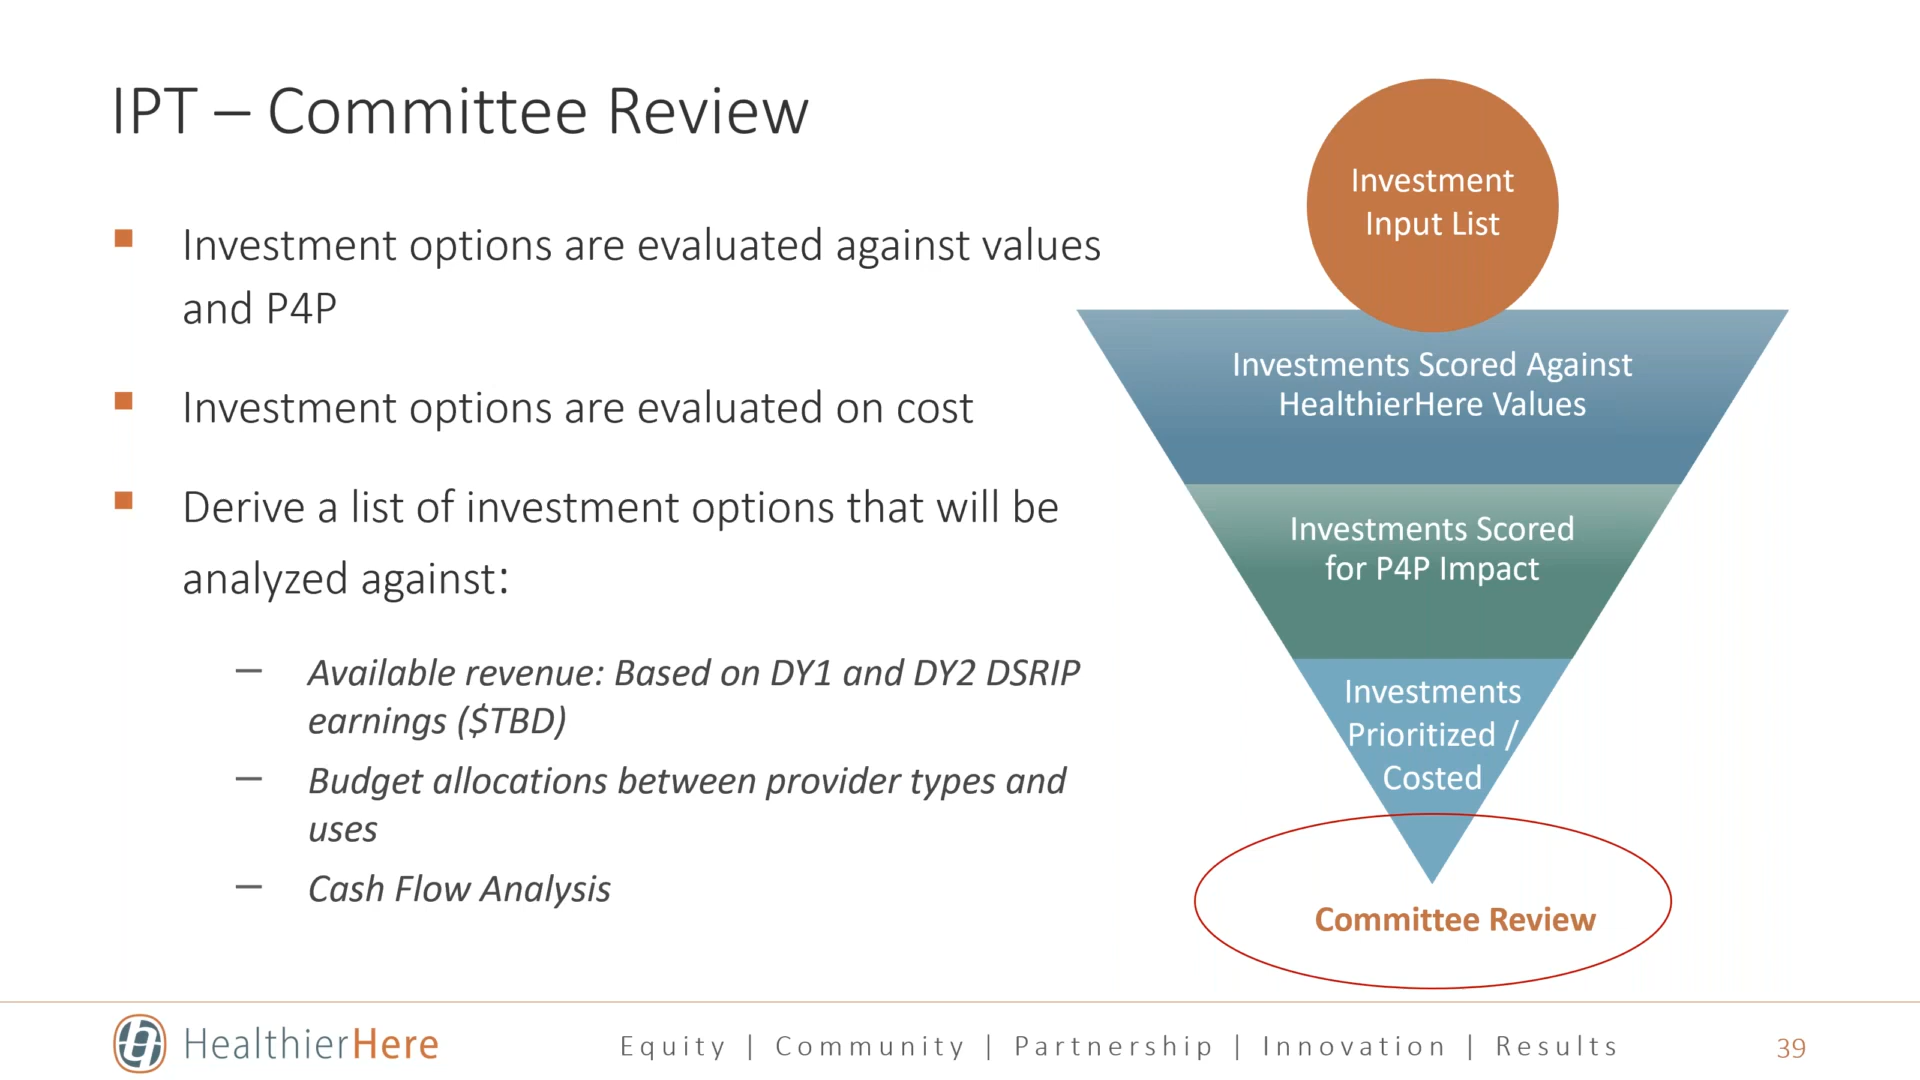 IPT – Committee Review
Investment options are evaluated against values
and P4P
Investment options are evaluated on cost
Derive a list of investment options that will be
analyzed against:
– Available revenue: Based on DY1 and DY2 DSRIP
earnings ($TBD)
– Budget allocations between provider types and
uses
– Cash Flow Analysis
Investment
Input List
Investments Scored Against
HealthierHere Values
Investments Scored
for P4P Impact
Investments
Prioritized /
Costed
Committee Review
HealthierHere
Equity | Community | Partnership | Innovation | Results
39